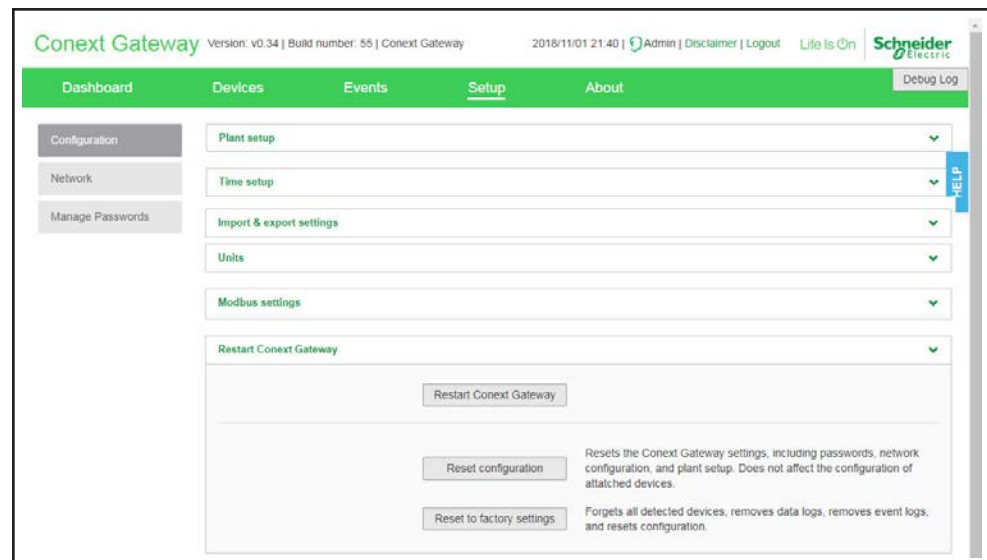 Conext Gateway Version: v0.34 | Build number: 55 | Conext Gateway 2018/11/01 21:40 | Admin | Disclaimer | Logout Life Is On Schneider Electric
Debug Log
Dashboard Devices Events Setup About
Configuration
Network
Manage Passwords
Plant setup
Time setup
Import & export settings
Units
Modbus settings
Restart Conext Gateway
HELP
Restart Conext Gateway
Reset configuration
Resets the Conext Gateway settings, including passwords, network
configuration, and plant setup. Does not affect the configuration of
attatched devices.
Reset to factory settings
Forgets all detected devices, removes data logs, removes event logs,
and resets configuration.